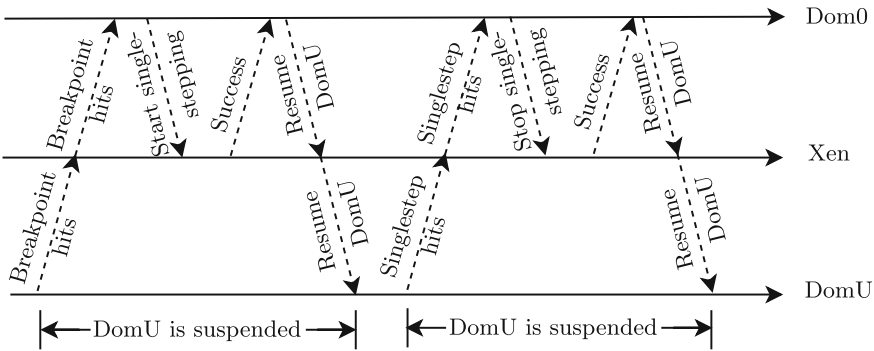 Dom0
Breakpoint
hits
Start single-
stepping
Success
Resume
DomU
Singlestep
hits
Stop single-
stepping
Success
Resume
DomU
Xen
Breakpoint
hits
Resume
DomU
Singlestep
hits
Resume
DomU
DomU
DomU is suspended
DomU is suspended